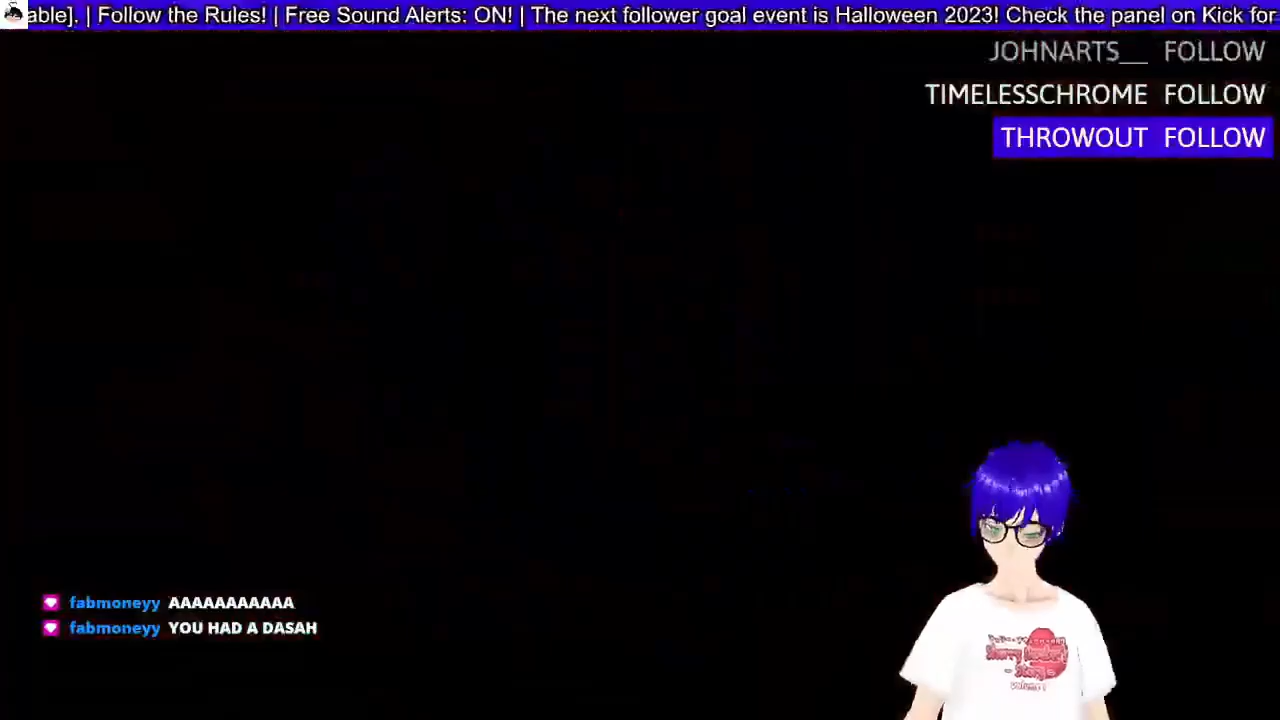 able]. | Follow the Rules! | Free Sound Alerts: ON! | The next follower goal event is Halloween 2023! Check the panel on Kick for
JOHNARTS__ FOLLOW
TIMELESSCHROME FOLLOW
THROWOUT FOLLOW
fabmoneyy AAAAAAAAAAA
fabmoneyy YOU HAD A DASAH